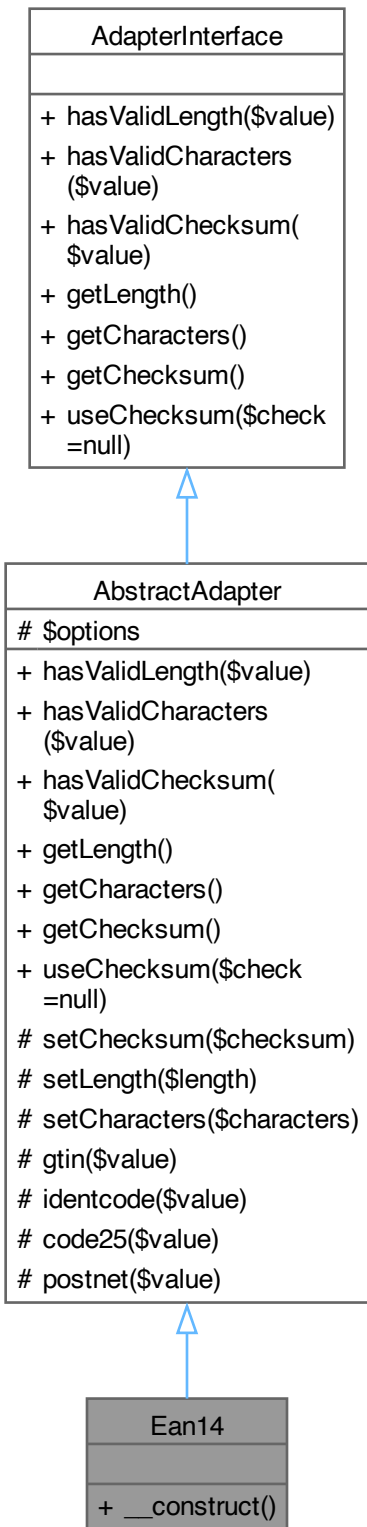 AdapterInterface
+ hasValidLength($value)
+ hasValidCharacters
($value)
+ hasValidChecksum(
$value)
+ getLength()
+ getCharacters()
+ getChecksum()
+ useChecksum($check
=null)
AbstractAdapter
# $options
+ hasValidLength($value)
+ hasValidCharacters
($value)
+ hasValidChecksum(
$value)
+ getLength()
+ getCharacters()
+ getChecksum()
+ useChecksum($check
=null)
# setChecksum($checksum)
# setLength($length)
# setCharacters($characters)
# gtin($value)
# identcode($value)
# code25($value)
# postnet($value)
Ean14
+ __construct()